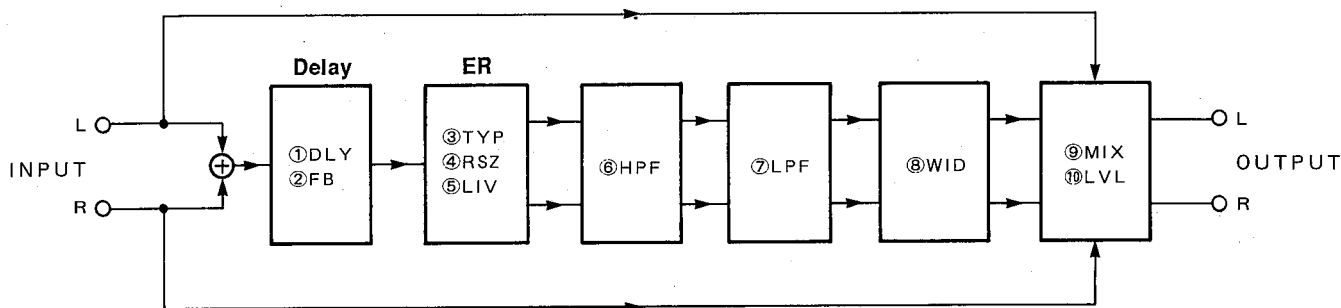 Delay
ER
L
INPUT
R
①DLY
②FB
③TYP
④RSZ
⑤LIV
⑥HPF
⑦LPF
⑧WID
⑨MIX
⑩LVL
L
OUTPUT
R